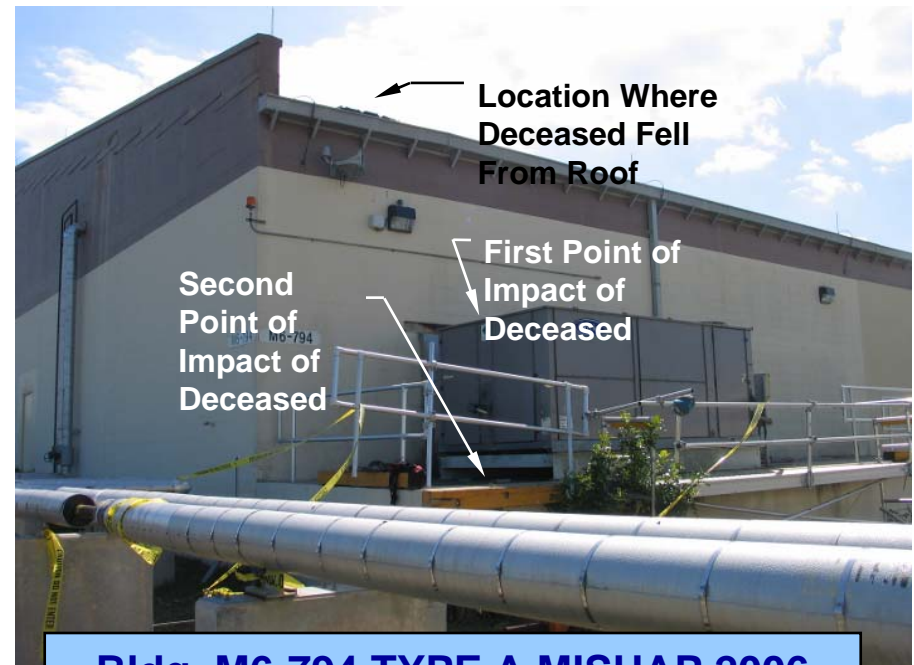 Location Where
Deceased Fell
From Roof
First Point of
Impact of
Deceased
Second
Point of
Impact of
Deceased
M6-794
Bldg. M6-794 TYPE A MISHAP 2006